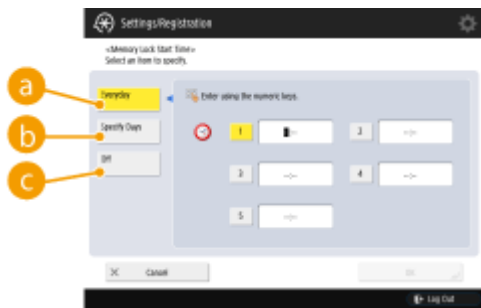 Settings/Registration
<Memory Lock Start Time>
Select an item to specify.
a
Everyday
Enter using the numeric keys.
b
Specify Days
1
--:--
2
--:--
c
Off
3
--:--
4
--:--
5
--:--
Cancel
OK
Log Out